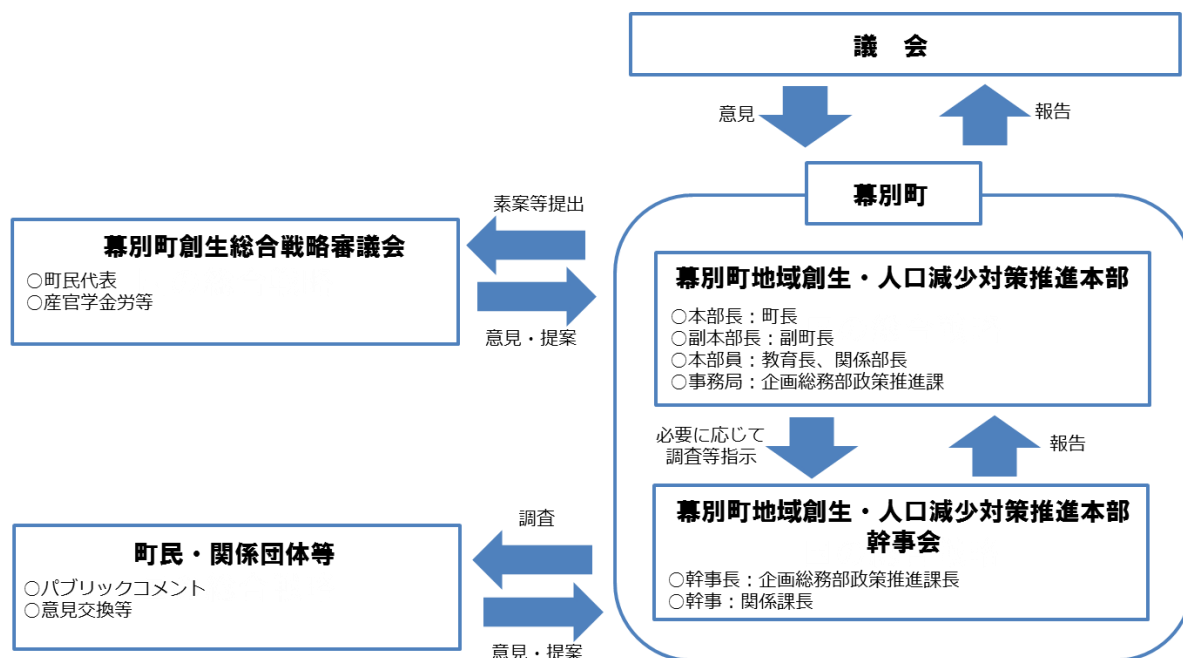 議　会
意見
報告
幕別町
素案等提出
幕別町創生総合戦略審議会
○町民代表
○産官学金労等
意見・提案
幕別町地域創生・人口減少対策推進本部
○本部長：町長
○副本部長：副町長
○本部員：教育長、関係部長
○事務局：企画総務部政策推進課
必要に応じて
調査等指示
報告
幕別町地域創生・人口減少対策推進本部
幹事会
○幹事長：企画総務部政策推進課長
○幹事：関係課長
調査
町民・関係団体等
○パブリックコメント
○意見交換等
意見・提案